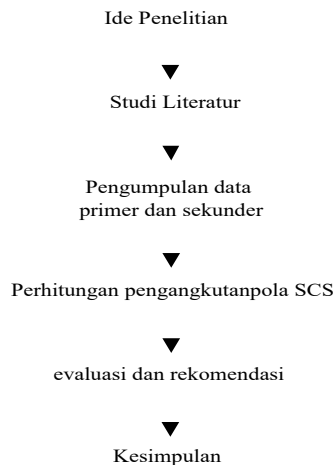 Ide Penelitian
Studi Literatur
Pengumpulan data
primer dan sekunder
Perhitungan pengangkutanpola SCS
evaluasi dan rekomendasi
Kesimpulan